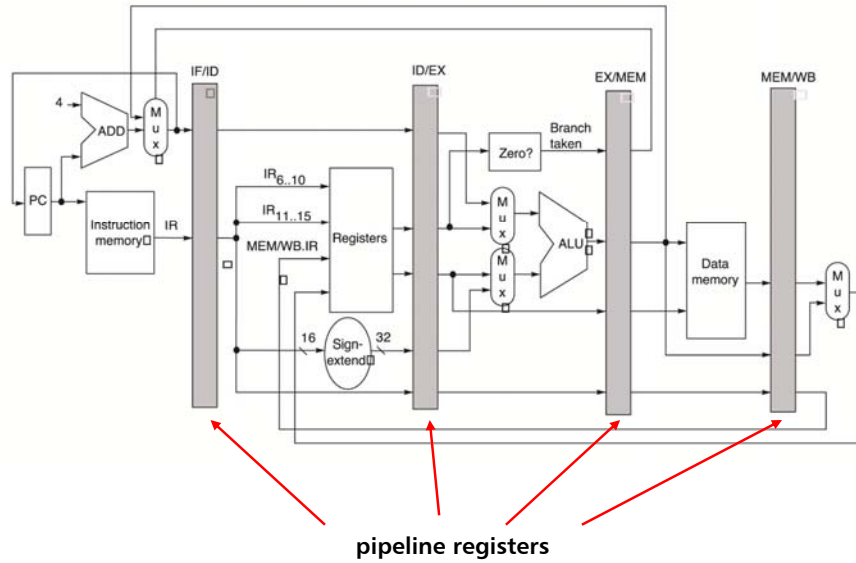 IF/ID
ID/EX
EX/MEM
MEM/WB
4
ADD
M
u
x
Branch
taken
Zero?
PC
Instruction
memory
IR
IR6..10
IR11..15
MEM/WB.IR
Registers
M
u
x
M
u
x
ALU
Data
memory
M
u
x
16
Sign-
extend
32
pipeline registers